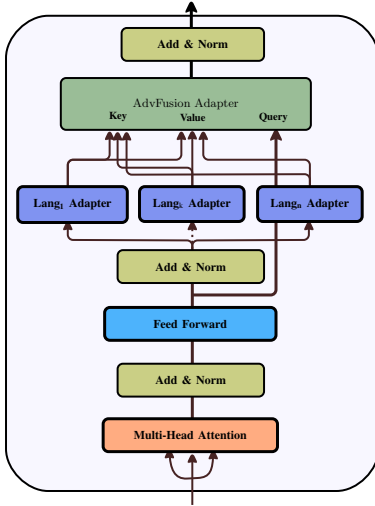 Add & Norm
AdvFusion Adapter
Key Value Query
Lang₁ Adapter Langₖ Adapter Langₙ Adapter
Add & Norm
Feed Forward
Add & Norm
Multi-Head Attention